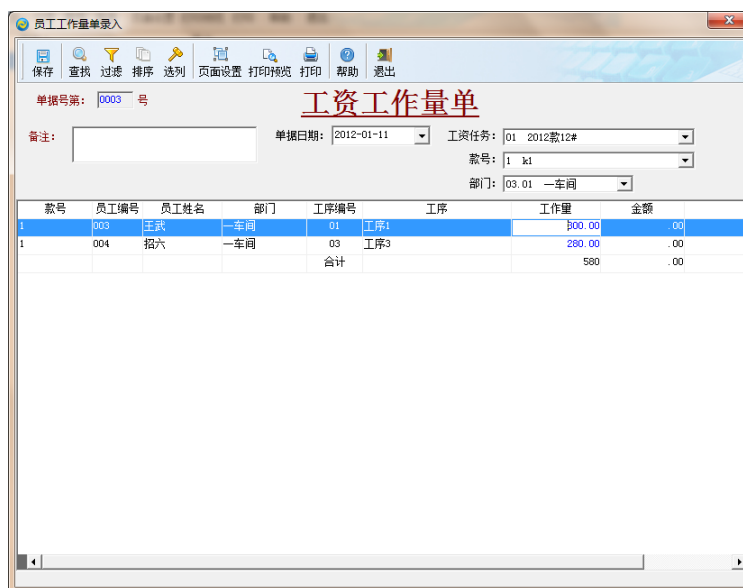 员工工作量单录入
保存 查找 过滤 排序 选列 页面设置 打印预览 打印 帮助 退出
单据号第： 0003 号
工资工作量单
备注：
单据日期： 2012-01-11
工资任务： 01 2012款12#
款号： 1 k1
部门： 03.01 一车间
款号 员工编号 员工姓名 部门 工序编号 工序 工作量 金额
1 003 王武 一车间 01 工序1 300.00 .00
1 004 招六 一车间 03 工序3 280.00 .00
合计 580 .00